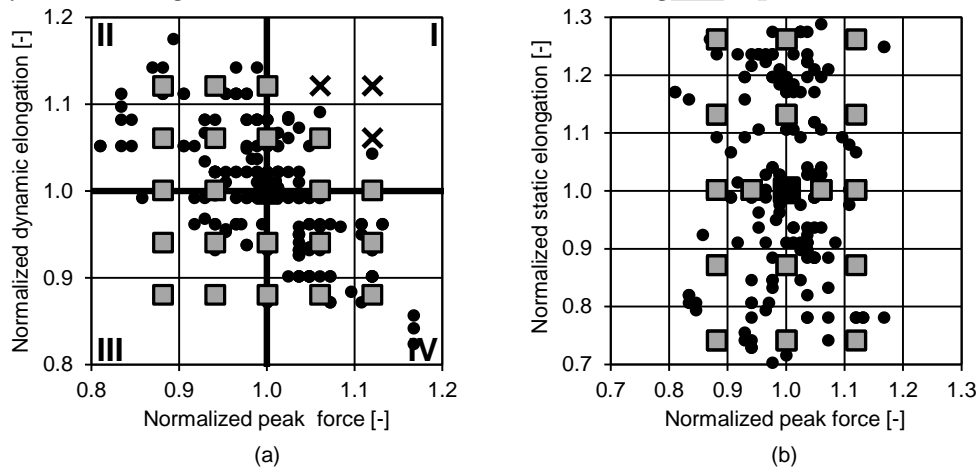 1.2
II
I
1.1
1.0
0.9
III
IV
0.8
0.8
0.9
1.0
1.1
1.2
Normalized dynamic elongation [-]
Normalized peak force [-]
(a)
1.3
1.2
1.1
1.0
0.9
0.8
0.7
0.7
0.8
0.9
1.0
1.1
1.2
1.3
Normalized static elongation [-]
Normalized peak force [-]
(b)